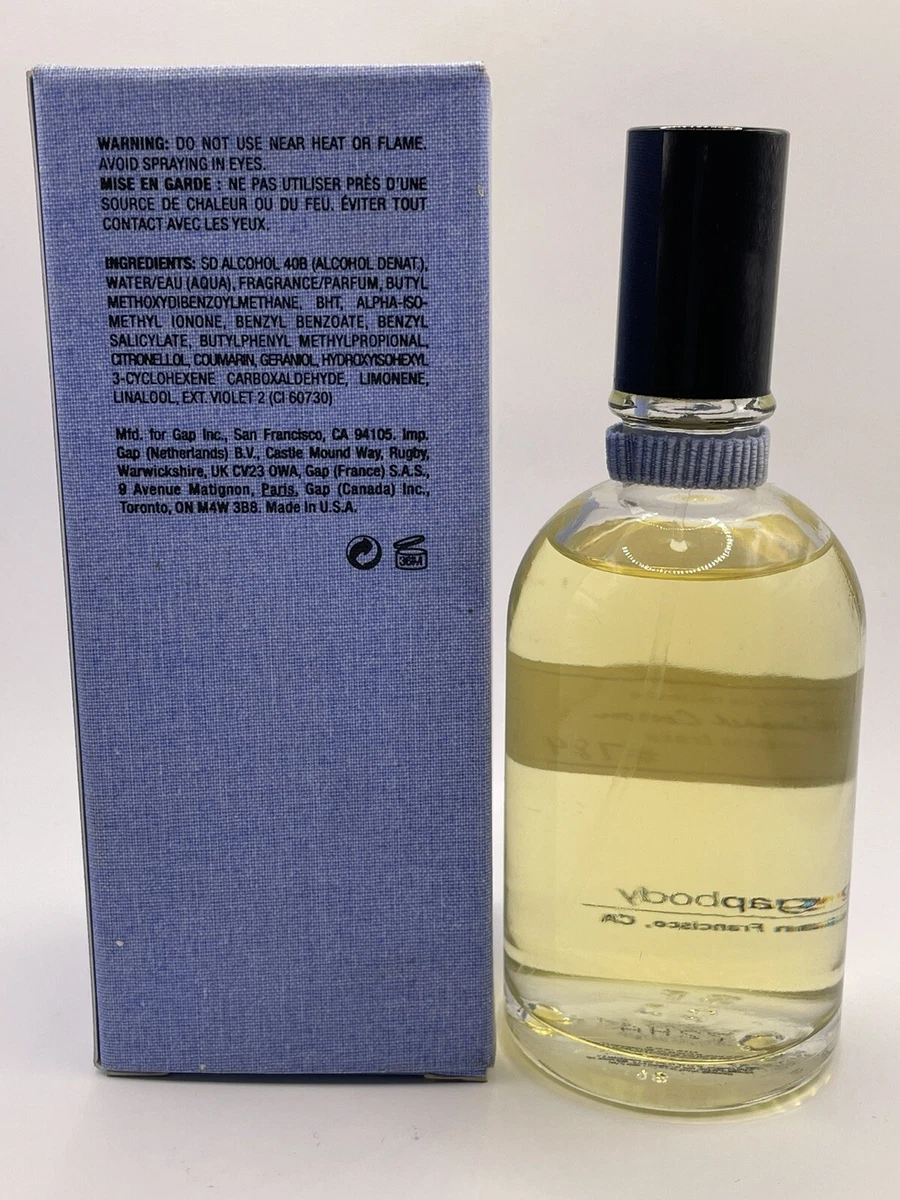 WARNING: DO NOT USE NEAR HEAT OR FLAME.
AVOID SPRAYING IN EYES.
MISE EN GARDE : NE PAS UTILISER PRÈS D'UNE
SOURCE DE CHALEUR OU DU FEU. ÉVITER TOUT
CONTACT AVEC LES YEUX.
INGREDIENTS: SD ALCOHOL 40B (ALCOHOL DENAT.),
WATER/EAU (AQUA), FRAGRANCE/PARFUM, BUTYL
METHOXYDIBENZOYLMETHANE, BHT, ALPHA-ISO-
METHYL IONONE, BENZYL BENZOATE, BENZYL
SALICYLATE, BUTYLPHENYL METHYLPROPIONAL,
CITRONELLOL, COUMARIN, GERANIOL, HYDROXYISOHEXYL
3-CYCLOHEXENE CARBOXALDEHYDE, LIMONENE,
LINALOOL, EXT. VIOLET 2 (CI 60730)
Mfd. for Gap Inc., San Francisco, CA 94105. Imp.
Gap (Netherlands) B.V., Castle Mound Way, Rugby,
Warwickshire, UK CV23 OWA, Gap (France) S.A.S.,
9 Avenue Matignon, Paris, Gap (Canada) Inc.,
Toronto, ON M4W 3B8. Made in U.S.A.
36M
789
gapbody
San Francisco, CA